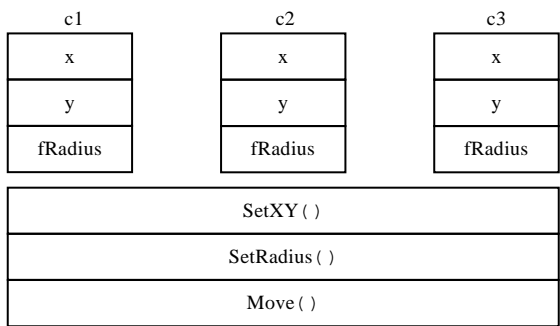 c1 c2 c3
x x x
y y y
fRadius fRadius fRadius
SetXY()
SetRadius()
Move()